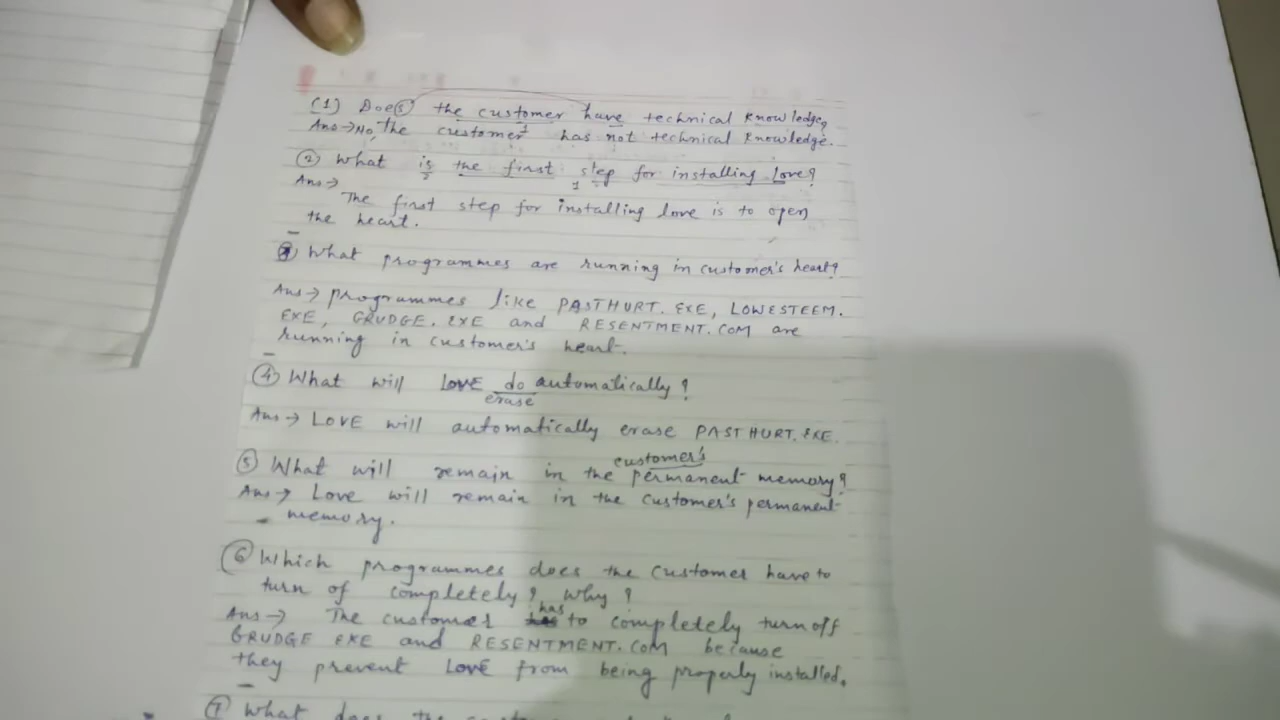 (1) Does the customer have technical knowledge?
Ans → No, The customer has not technical knowledge.
(2) What is the first step for installing Love?
Ans →
The first step for installing love is to open
the heart.
What programmes are running in customer's heart?
Ans → programmes like PASTHURT. EXE, LOWESTEEM.
EXE, GRUDGE. EXE and RESENTMENT. COM are
running in customer's heart.
(4) What will LOVE do automatically?
erase
Ans → LOVE will automatically erase PASTHURT. EXE.
customer's
(5) What will remain in the permanent memory?
Ans → Love will remain in the customer's permanent
memory.
(6) Which programmes does the customer have to
turn of completely? Why?
has
Ans → The customer to completely turn off
GRUDGE EXE and RESENTMENT. COM because
they prevent LOVE from being properly installed.
(7) What does the